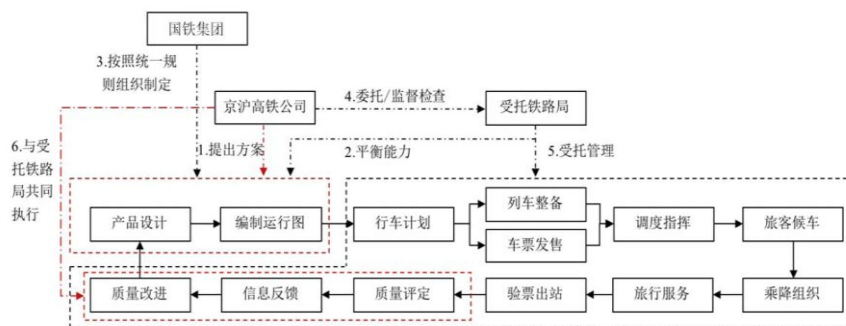 国铁集团
3.按照统一规
则组织制定
京沪高铁公司
4.委托/监督检查
受托铁路局
6.与受
托铁路
局共同
执行
1.提出方案
2.平衡能力
5.受托管理
产品设计
编制运行图
行车计划
列车整备
车票发售
调度指挥
旅客候车
质量改进
信息反馈
质量评定
验票出站
旅行服务
乘降组织